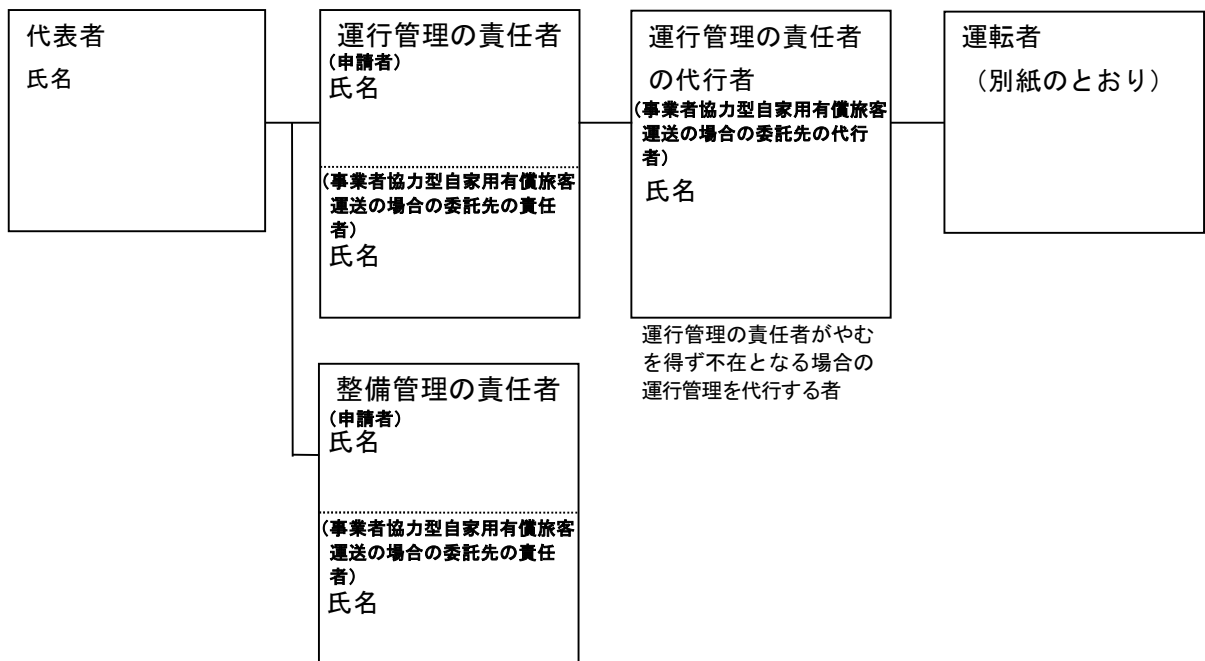 代表者
氏名
運行管理の責任者
(申請者)
氏名
(事業者協力型自家用有償旅客
運送の場合の委託先の責任
者)
氏名
運行管理の責任者
の代行者
(事業者協力型自家用有償旅客
運送の場合の委託先の代行
者)
氏名
運転者
（別紙のとおり）
運行管理の責任者がやむ
を得ず不在となる場合の
運行管理を代行する者
整備管理の責任者
(申請者)
氏名
(事業者協力型自家用有償旅客
運送の場合の委託先の責任
者)
氏名